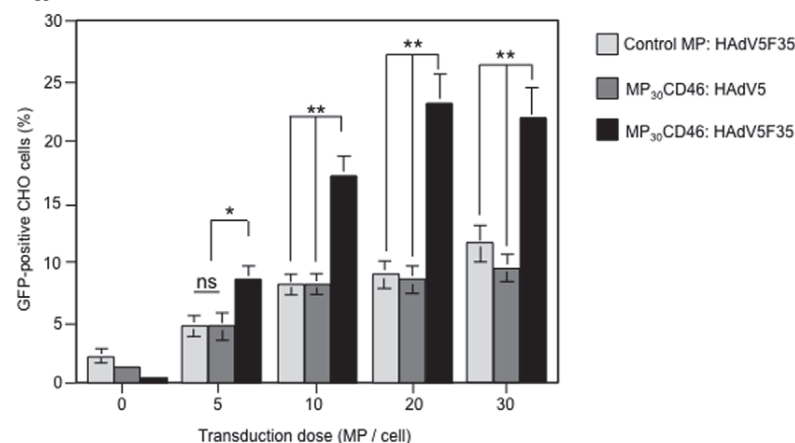 30
25
20
15
10
5
0
GFP-positive CHO cells (%)
ns
*
**
**
**
0 5 10 20 30
Transduction dose (MP / cell)
Control MP: HAdV5F35
MP₃₀CD46: HAdV5
MP₃₀CD46: HAdV5F35